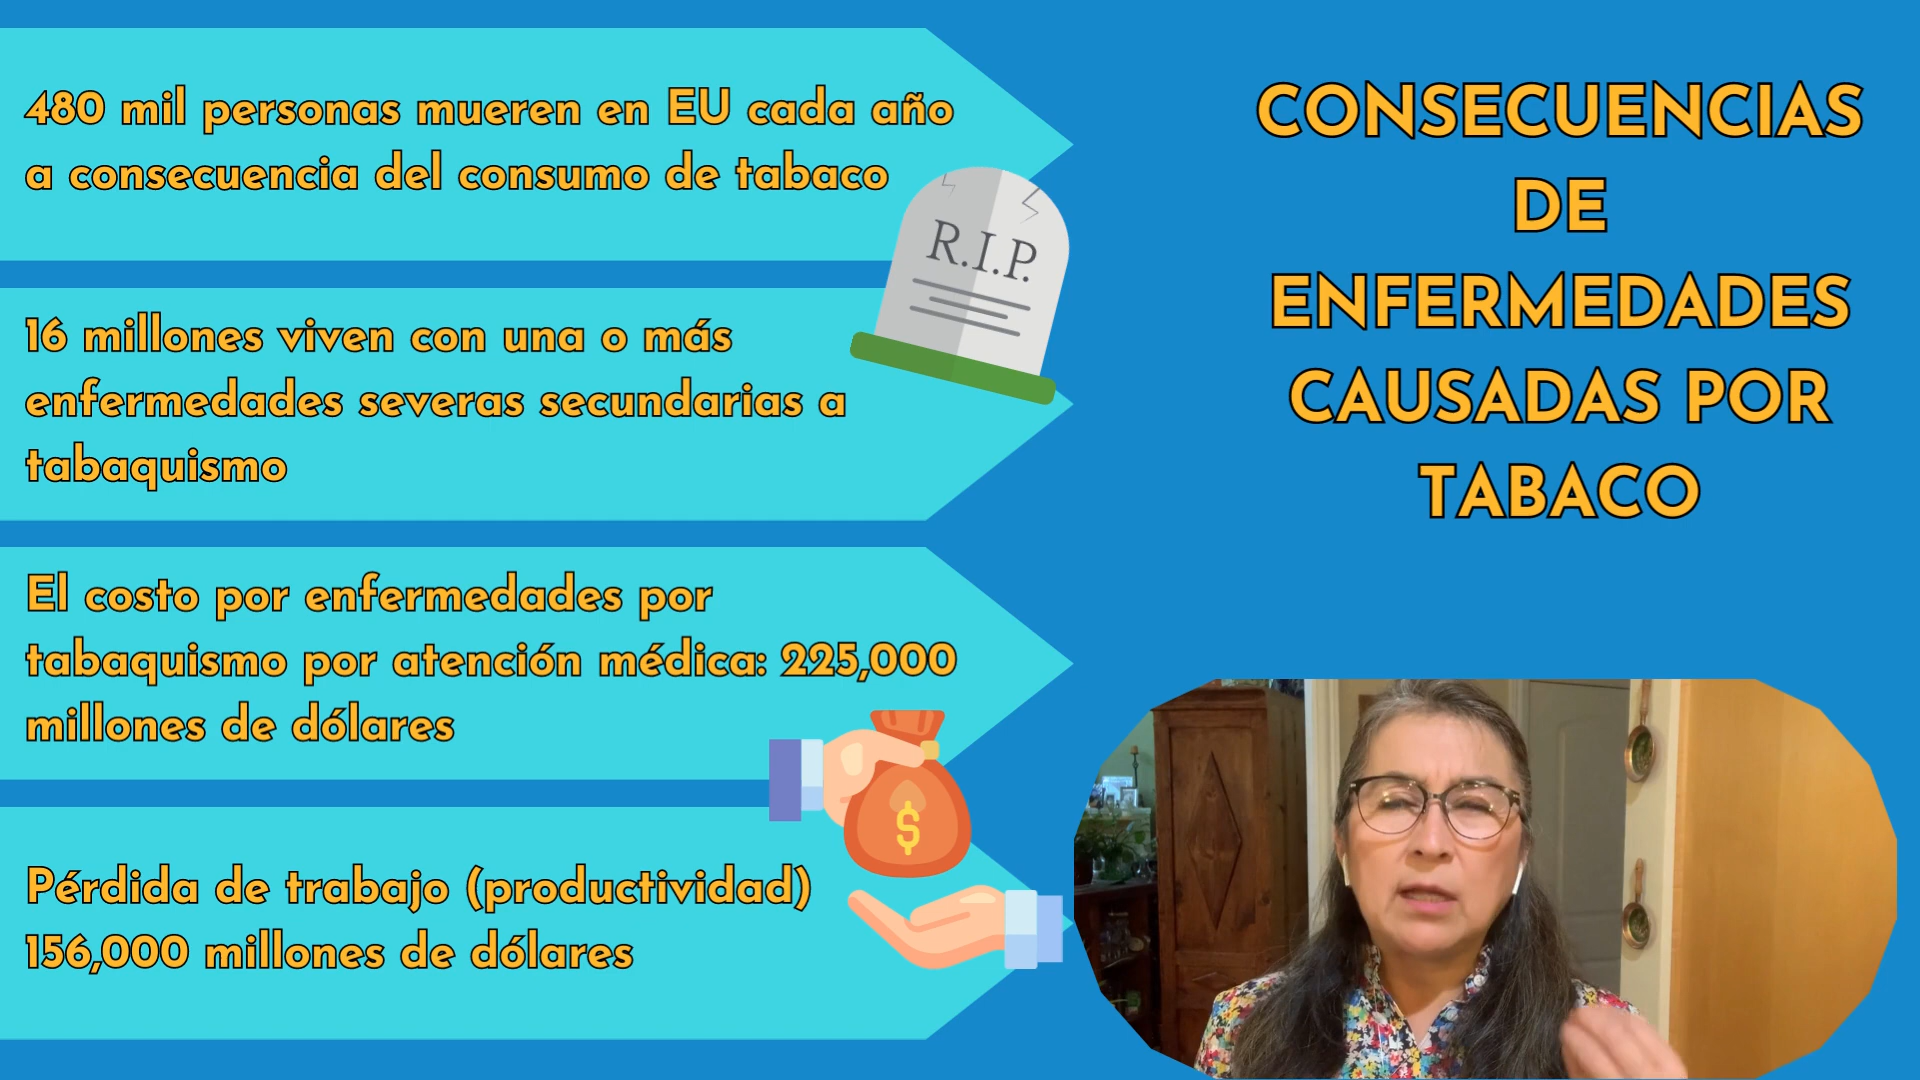 480 mil personas mueren en EU cada año
a consecuencia del consumo de tabaco
R.I.P.
16 millones viven con una o más
enfermedades severas secundarias a
tabaquismo
El costo por enfermedades por
tabaquismo por atención médica: 225,000
millones de dólares
$
Pérdida de trabajo (productividad)
156,000 millones de dólares
CONSECUENCIAS
DE
ENFERMEDADES
CAUSADAS POR
TABACO